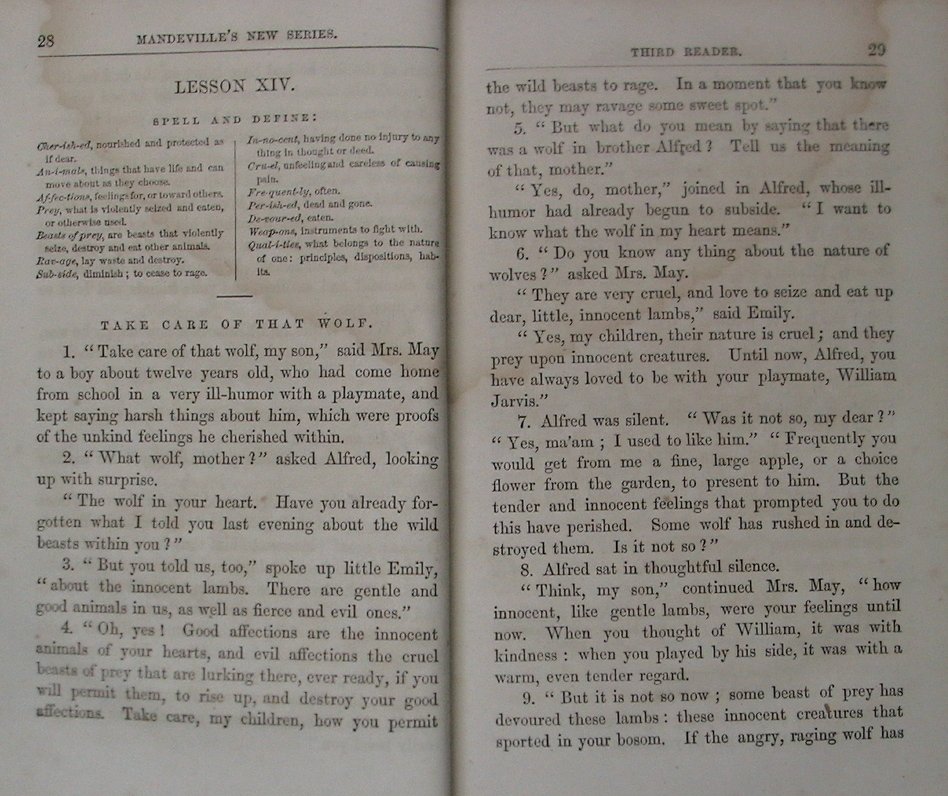 28
MANDEVILLE'S NEW SERIES.
LESSON XIV.
SPELL AND DEFINE:
Cher-ish-ed, nourished and protected as
if dear.
An-i-mals, things that have life and can
move about as they choose.
Af-fec-tions, feelings for, or toward others.
Prey, what is violently seized and eaten,
or otherwise used.
Beasts of prey, are beasts that violently
seize, destroy and eat other animals.
Rav-age, lay waste and destroy.
Sub-side, diminish; to cease to rage.
In-no-cent, having done no injury to any
thing in thought or deed.
Cru-el, unfeeling and careless of causing
pain.
Fre-quent-ly, often.
Per-ish-ed, dead and gone.
De-vour-ed, eaten.
Weap-ons, instruments to fight with.
Qual-i-ties, what belongs to the nature
of one: principles, dispositions, hab-
its.
TAKE CARE OF THAT WOLF.
1. "Take care of that wolf, my son," said Mrs. May
to a boy about twelve years old, who had come home
from school in a very ill-humor with a playmate, and
kept saying harsh things about him, which were proofs
of the unkind feelings he cherished within.
2. "What wolf, mother?" asked Alfred, looking
up with surprise.
"The wolf in your heart. Have you already for-
gotten what I told you last evening about the wild
beasts within you?"
3. "But you told us, too," spoke up little Emily,
"about the innocent lambs. There are gentle and
good animals in us, as well as fierce and evil ones."
4. "Oh, yes! Good affections are the innocent
animals of your hearts, and evil affections the cruel
beasts of prey that are lurking there, ever ready, if you
will permit them, to rise up, and destroy your good
affections. Take care, my children, how you permit
THIRD READER.
29
the wild beasts to rage. In a moment that you know
not, they may ravage some sweet spot."
5. "But what do you mean by saying that there
was a wolf in brother Alfred? Tell us the meaning
of that, mother."
"Yes, do, mother," joined in Alfred, whose ill-
humor had already begun to subside. "I want to
know what the wolf in my heart means."
6. "Do you know any thing about the nature of
wolves?" asked Mrs. May.
"They are very cruel, and love to seize and eat up
dear, little, innocent lambs," said Emily.
"Yes, my children, their nature is cruel; and they
prey upon innocent creatures. Until now, Alfred, you
have always loved to be with your playmate, William
Jarvis."
7. Alfred was silent. "Was it not so, my dear?"
"Yes, ma'am; I used to like him." "Frequently you
would get from me a fine, large apple, or a choice
flower from the garden, to present to him. But the
tender and innocent feelings that prompted you to do
this have perished. Some wolf has rushed in and de-
stroyed them. Is it not so?"
8. Alfred sat in thoughtful silence.
"Think, my son," continued Mrs. May, "how
innocent, like gentle lambs, were your feelings until
now. When you thought of William, it was with
kindness: when you played by his side, it was with a
warm, even tender regard.
9. "But it is not so now; some beast of prey has
devoured these lambs: these innocent creatures that
sported in your bosom. If the angry, raging wolf has